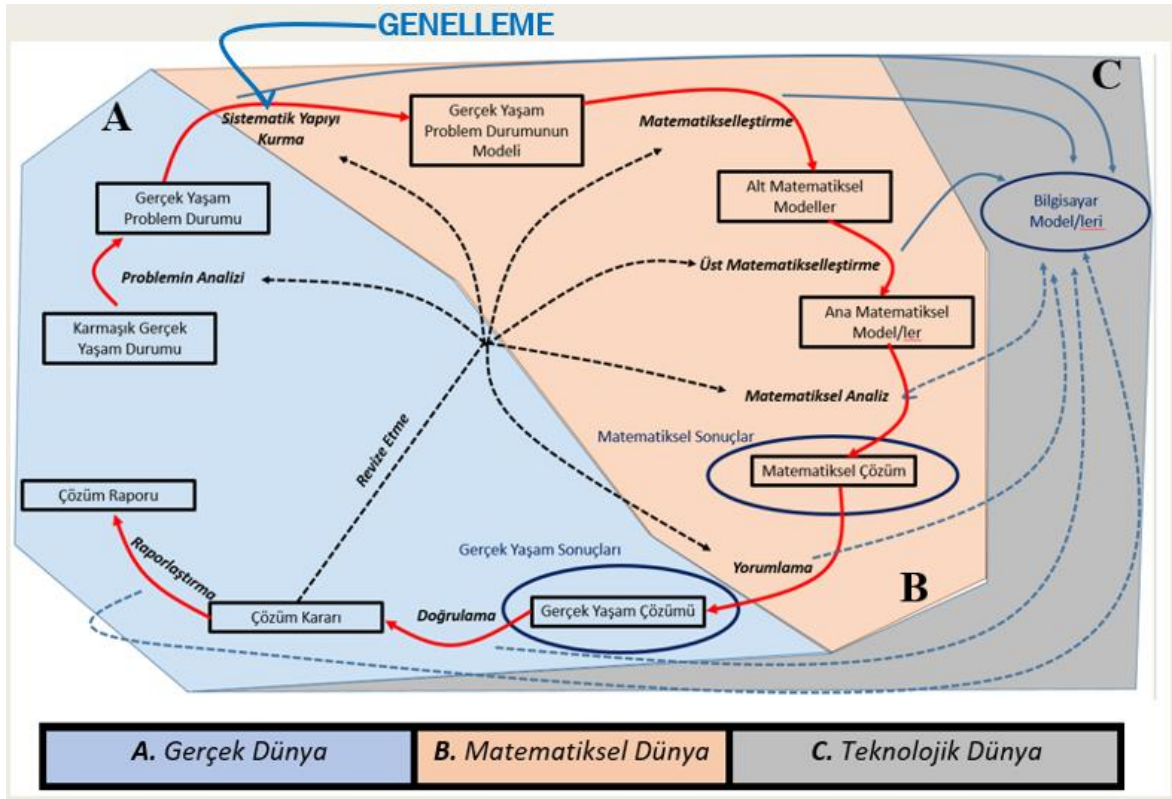 GENELLEME
A
C
Sistematik Yapıyı
Kurma
Gerçek Yaşam
Problem Durumunun
Modeli
Matematikselleştirme
Gerçek Yaşam
Problem Durumu
Alt Matematiksel
Modeller
Bilgisayar
Model/leri
Problemin Analizi
Üst Matematikselleştirme
Karmaşık Gerçek
Yaşam Durumu
Ana Matematiksel
Model/ler
Matematiksel Analiz
Revize Etme
Matematiksel Sonuçlar
Matematiksel Çözüm
Çözüm Raporu
Gerçek Yaşam Sonuçları
Yorumlama
Raporlaştırma
B
Çözüm Kararı
Doğrulama
Gerçek Yaşam Çözümü
A. Gerçek Dünya
B. Matematiksel Dünya
C. Teknolojik Dünya